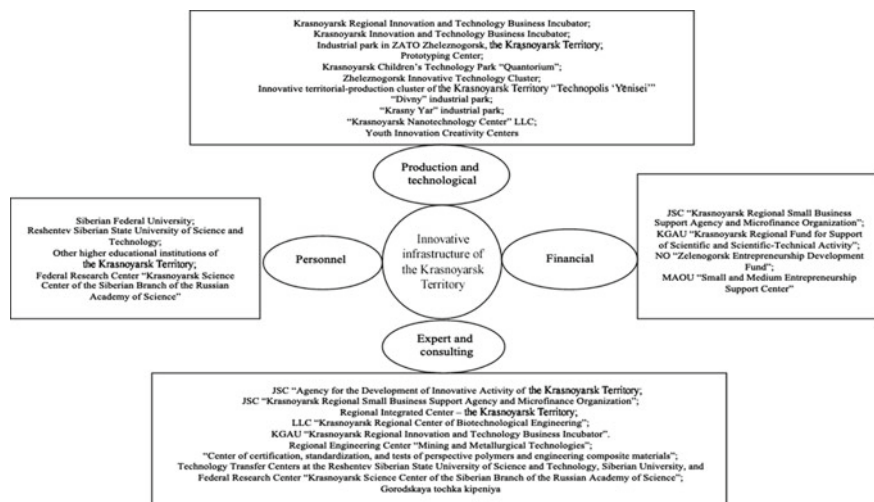 Krasnoyarsk Regional Innovation and Technology Business Incubator;
Krasnoyarsk Innovation and Technology Business Incubator;
Industrial park in ZATO Zheleznogorsk, the Krasnoyarsk Territory;
Prototyping Center;
Krasnoyarsk Children's Technology Park “Quantorium”;
Zheleznogorsk Innovative Technology Cluster;
Innovative territorial-production cluster of the Krasnoyarsk Territory “Technopolis ‘Yenisei’”
“Divny” industrial park;
“Krasny Yar” industrial park;
“Krasnoyarsk Nanotechnology Center” LLC;
Youth Innovation Creativity Centers
Production and
technological
Siberian Federal University;
Reshentev Siberian State University of Science and
Technology;
Other higher educational institutions of
the Krasnoyarsk Territory;
Federal Research Center “Krasnoyarsk Science
Center of the Siberian Branch of the Russian
Academy of Science”
Personnel
Innovative
infrastructure of
the Krasnoyarsk
Territory
Financial
JSC “Krasnoyarsk Regional Small Business
Support Agency and Microfinance Organization”;
KGAU “Krasnoyarsk Regional Fund for Support
of Scientific and Scientific-Technical Activity”;
NO “Zelenogorsk Entrepreneurship Development
Fund”;
MAOU “Small and Medium Entrepreneurship
Support Center”
Expert and
consulting
JSC “Agency for the Development of Innovative Activity of the Krasnoyarsk Territory;
JSC “Krasnoyarsk Regional Small Business Support Agency and Microfinance Organization”;
Regional Integrated Center – the Krasnoyarsk Territory;
LLC “Krasnoyarsk Regional Center of Biotechnological Engineering”;
KGAU “Krasnoyarsk Regional Innovation and Technology Business Incubator”.
Regional Engineering Center “Mining and Metallurgical Technologies”;
“Center of certification, standardization, and tests of perspective polymers and engineering composite materials”;
Technology Transfer Centers at the Reshentev Siberian State University of Science and Technology, Siberian University, and
Federal Research Center “Krasnoyarsk Science Center of the Siberian Branch of the Russian Academy of Science”;
Gorodskaya tochka kipeniya